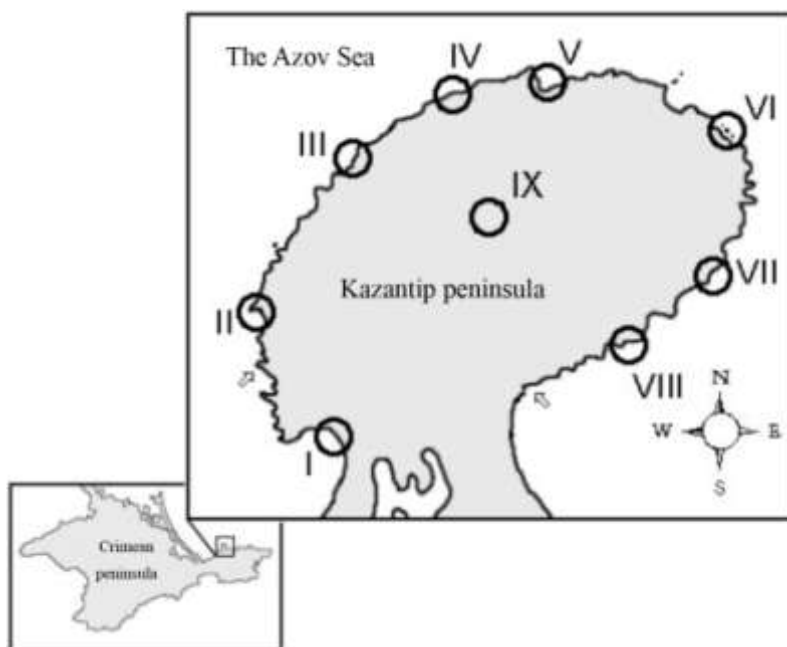 The Azov Sea
IV
V
VI
III
IX
Kazantip peninsula
VII
II
VIII
N
W
E
S
I
Crimean
peninsula